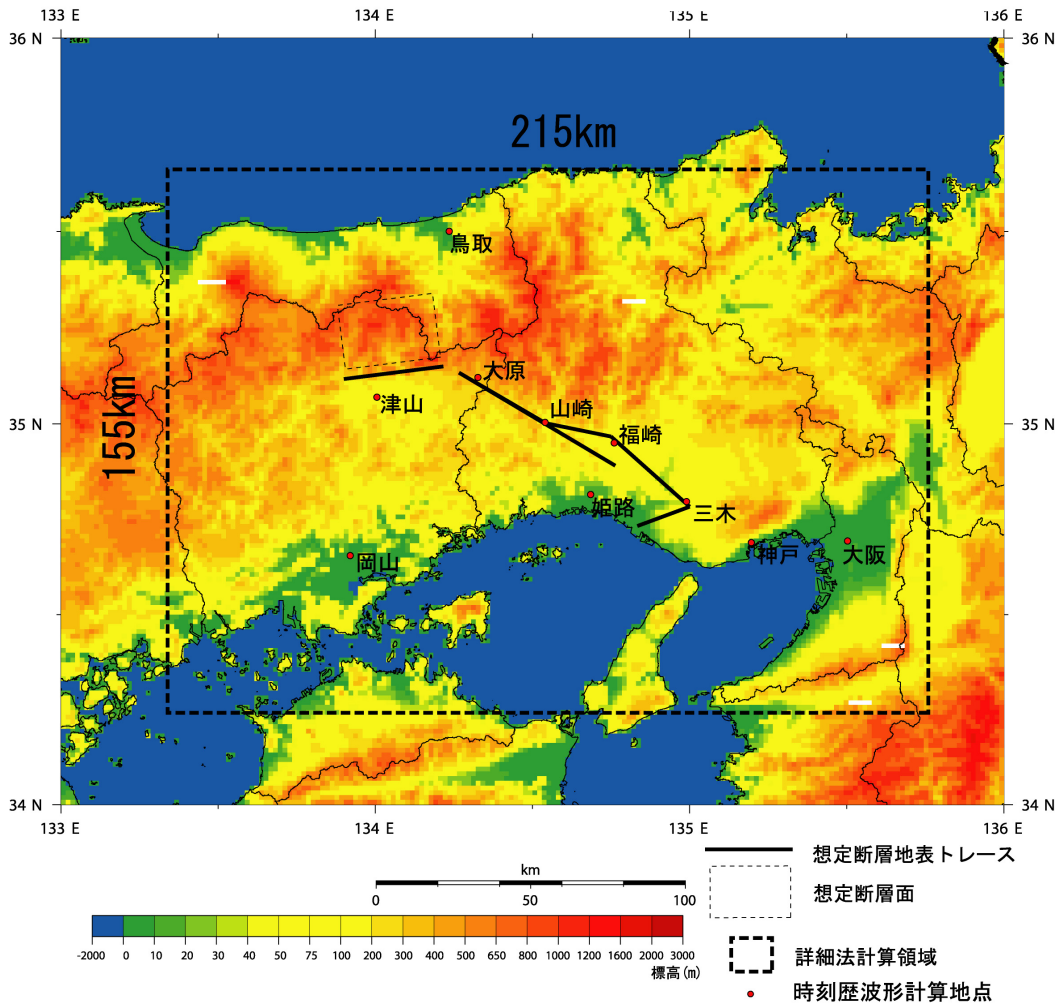 133 E
134 E
135 E
136 E
36 N
36 N
215km
鳥取
大原
155km
津山
山崎
35 N
35 N
福崎
姫路
三木
岡山
神戸
大阪
34 N
34 N
133 E
134 E
135 E
136 E
km
0
50
100
想定断層地表トレース
想定断層面
-2000
0
10
20
30
40
50
75
100
200
400
500
650
800
1000
1200
1600
2000
3000
標高(m)
詳細法計算領域
時刻歴波形計算地点